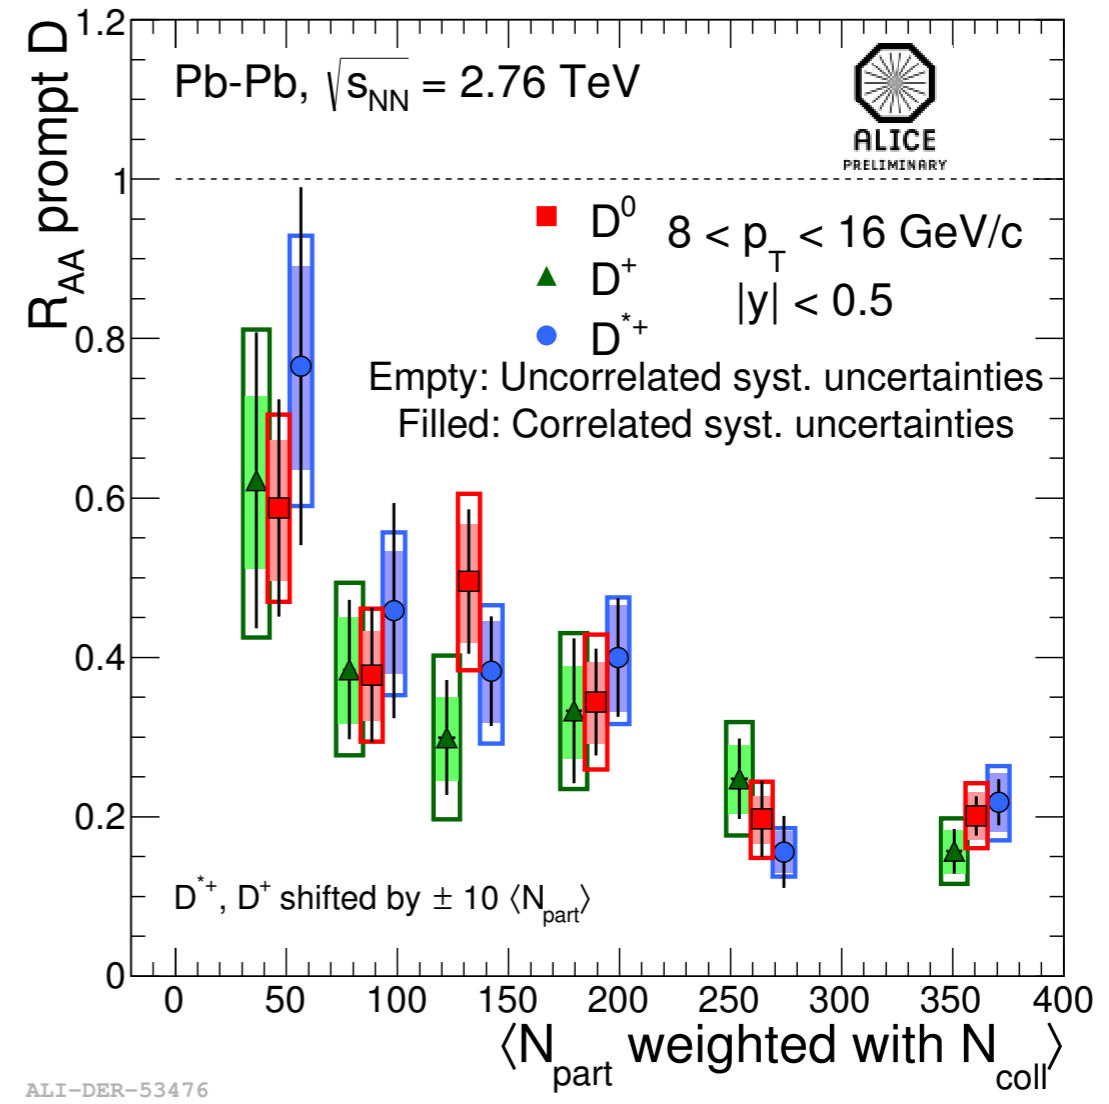 R_AA prompt D
1.2
1
0.8
0.6
0.4
0.2
0
Pb-Pb, √s_NN = 2.76 TeV
ALICE
PRELIMINARY
D^0
D^+
D^*+
8 < p_T < 16 GeV/c
|y| < 0.5
Empty: Uncorrelated syst. uncertainties
Filled: Correlated syst. uncertainties
D^*+, D^+ shifted by ± 10 ⟨N_part⟩
0 50 100 150 200 250 300 350 400
⟨N_part weighted with N_coll⟩
ALI-DER-53476